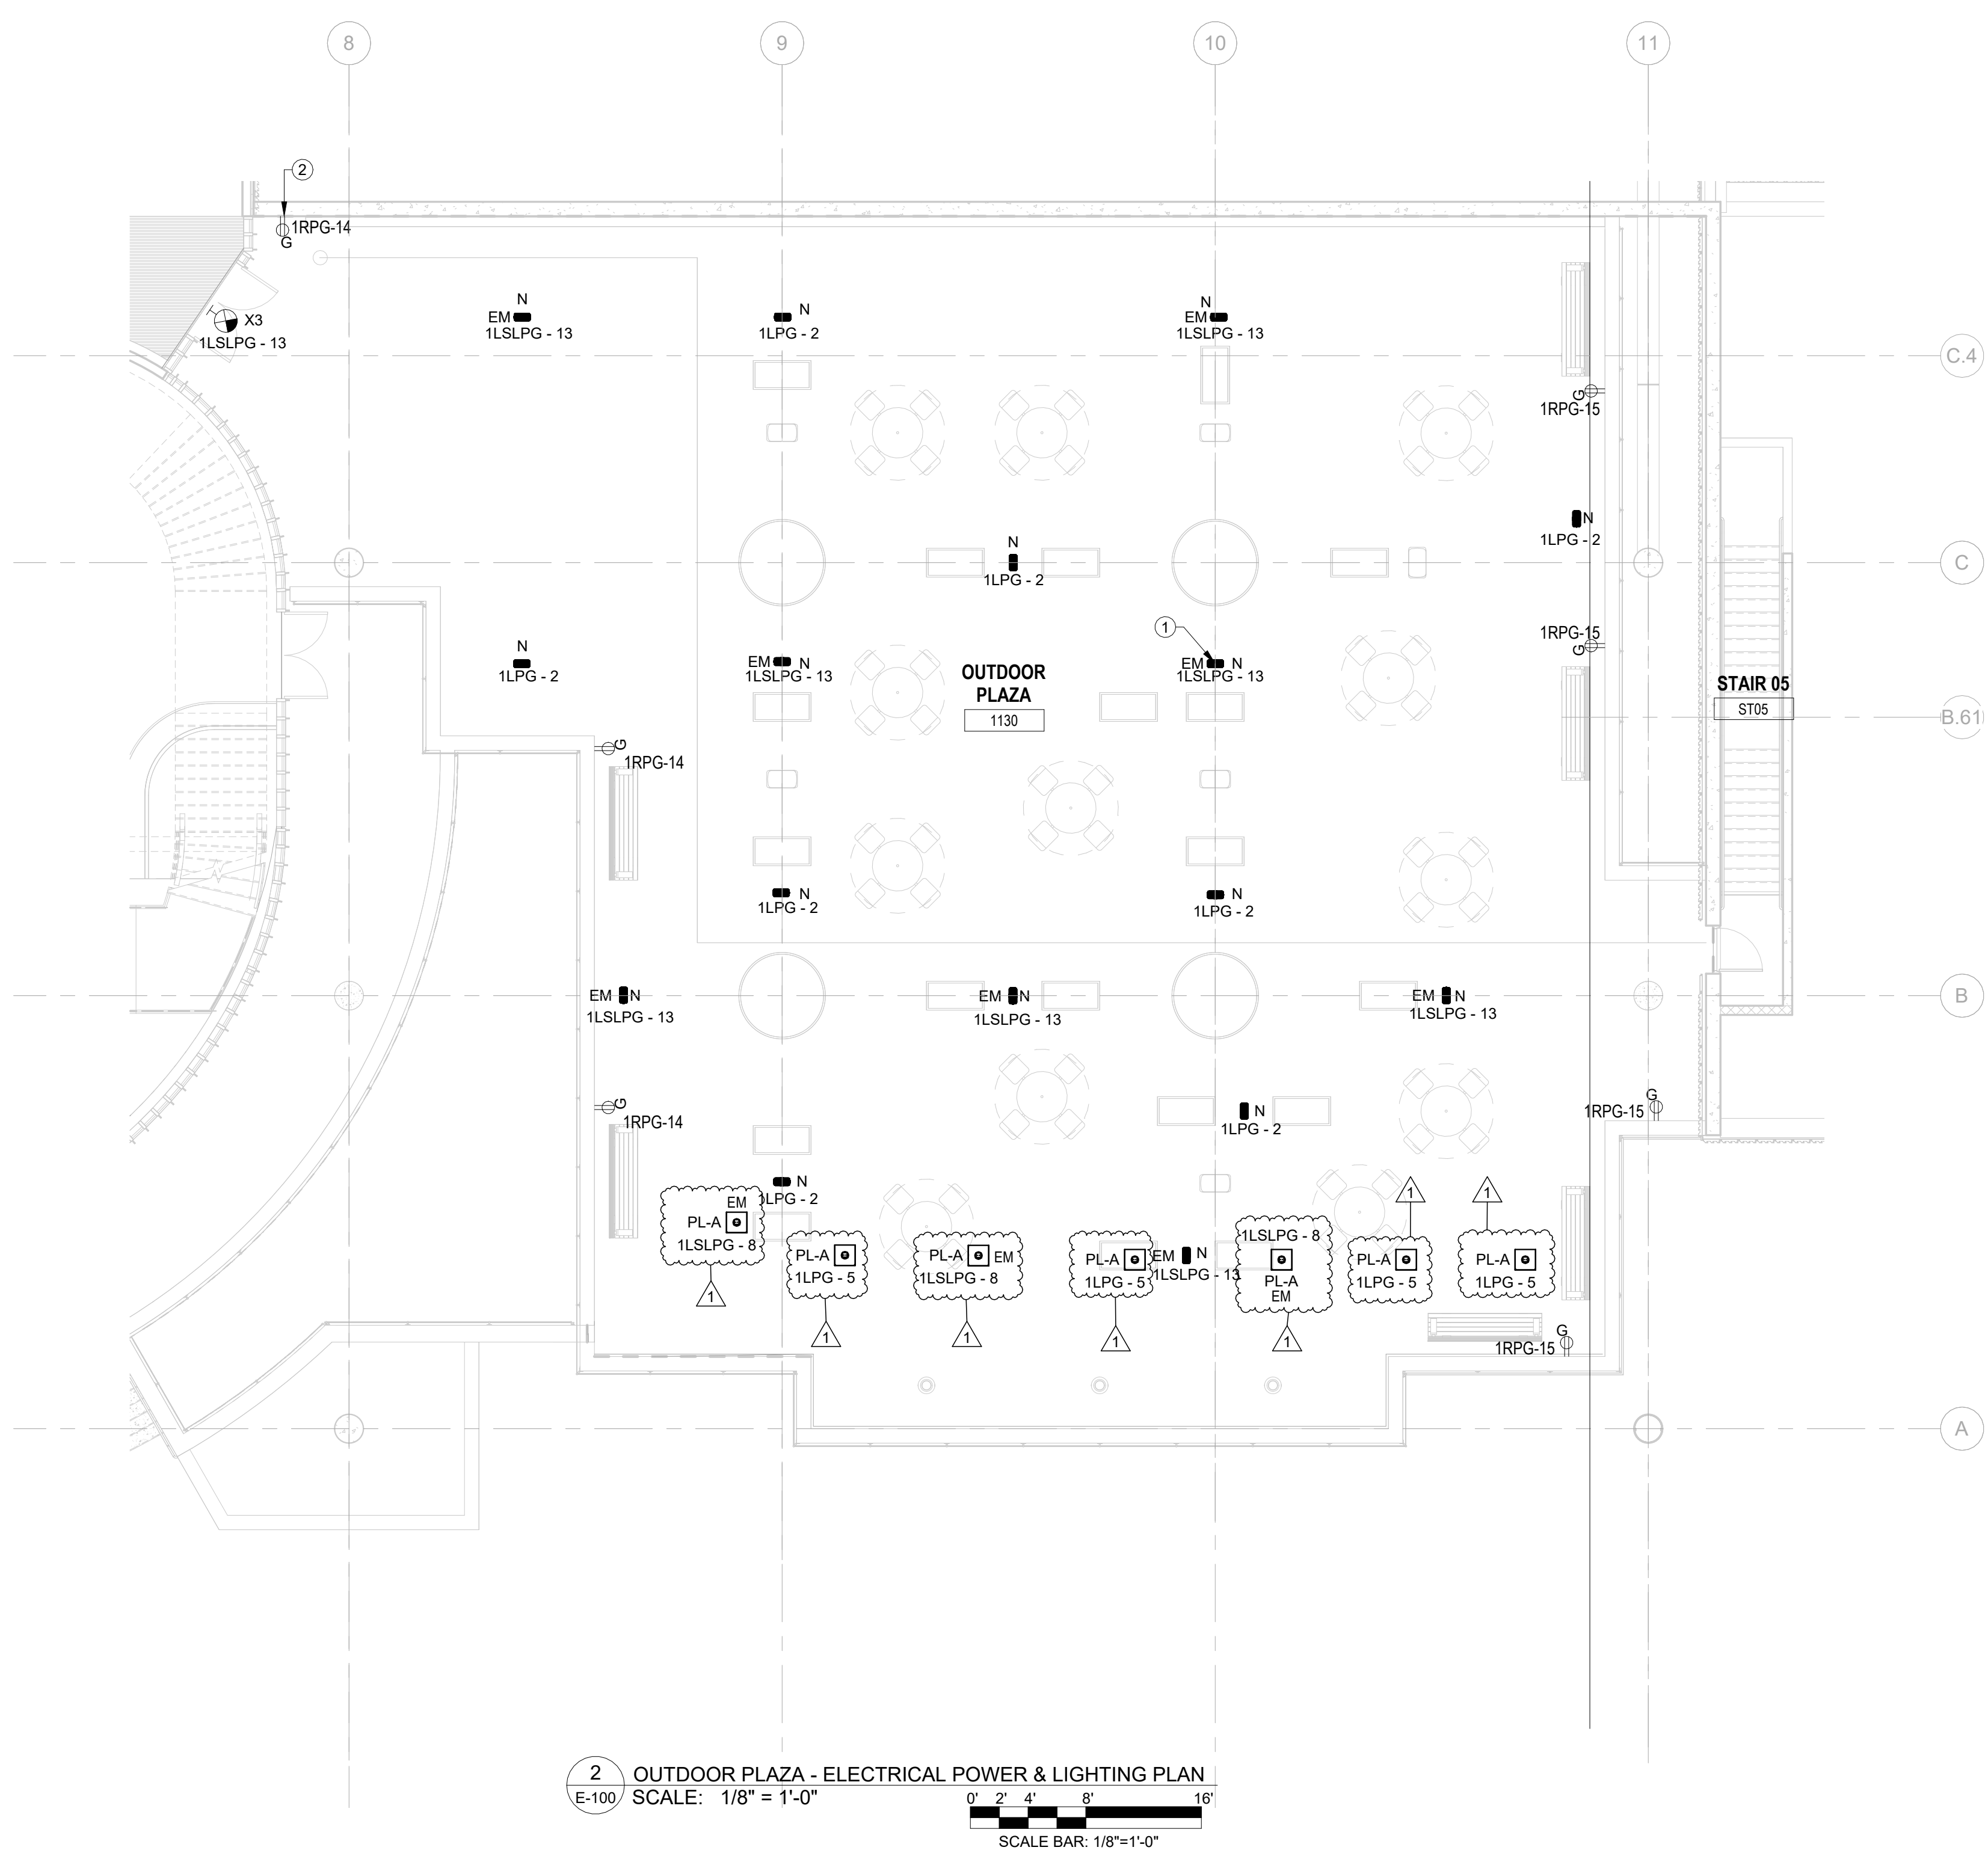 8
9
10
11
2
1RPG-14
G
N
EM
1LSLPG - 13
N
1LPG - 2
N
EM
1LSLPG - 13
X3
1LSLPG - 13
C.4
G
1RPG-15
N
1LPG - 2
N
1LPG - 2
C
1
1RPG-15
G
N
1LPG - 2
EM N
1LSLPG - 13
EM N
1LSLPG - 13
OUTDOOR
PLAZA
1130
STAIR 05
ST05
B.61
G
1RPG-14
N
1LPG - 2
N
1LPG - 2
EM N
1LSLPG - 13
EM N
1LSLPG - 13
EM N
1LSLPG - 13
B
G
1RPG-14
N
1LPG - 2
G
1RPG-15
N
1LPG - 2
EM
PL-A
1LSLPG - 8
1
PL-A
1LPG - 5
1
PL-A EM
1LSLPG - 8
1
PL-A
1LPG - 5
1
EM N
1LSLPG - 13
1LSLPG - 8
PL-A
EM
1
1
PL-A
1LPG - 5
1
PL-A
1LPG - 5
G
1RPG-15
A
2
E-100
OUTDOOR PLAZA - ELECTRICAL POWER & LIGHTING PLAN
SCALE: 1/8" = 1'-0"
0' 2' 4' 8' 16'
SCALE BAR: 1/8"=1'-0"